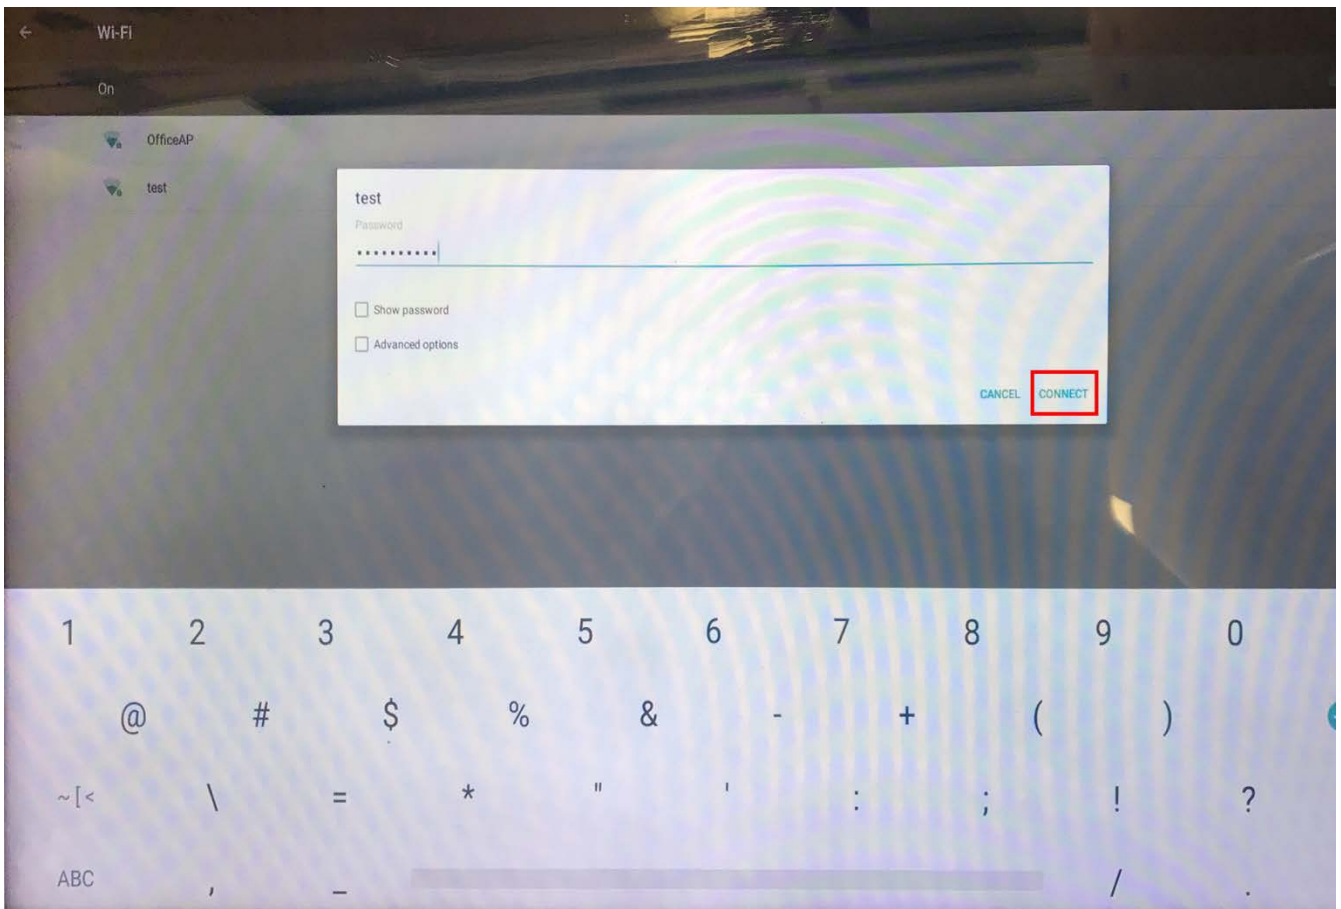 Wi-Fi
On
OfficeAP
test
test
Password
••••••••••
Show password
Advanced options
CANCEL CONNECT
1 2 3 4 5 6 7 8 9 0
@ # $ % & - + ( )
~[< \ = * " ' : ; ! ?
ABC , _ / .